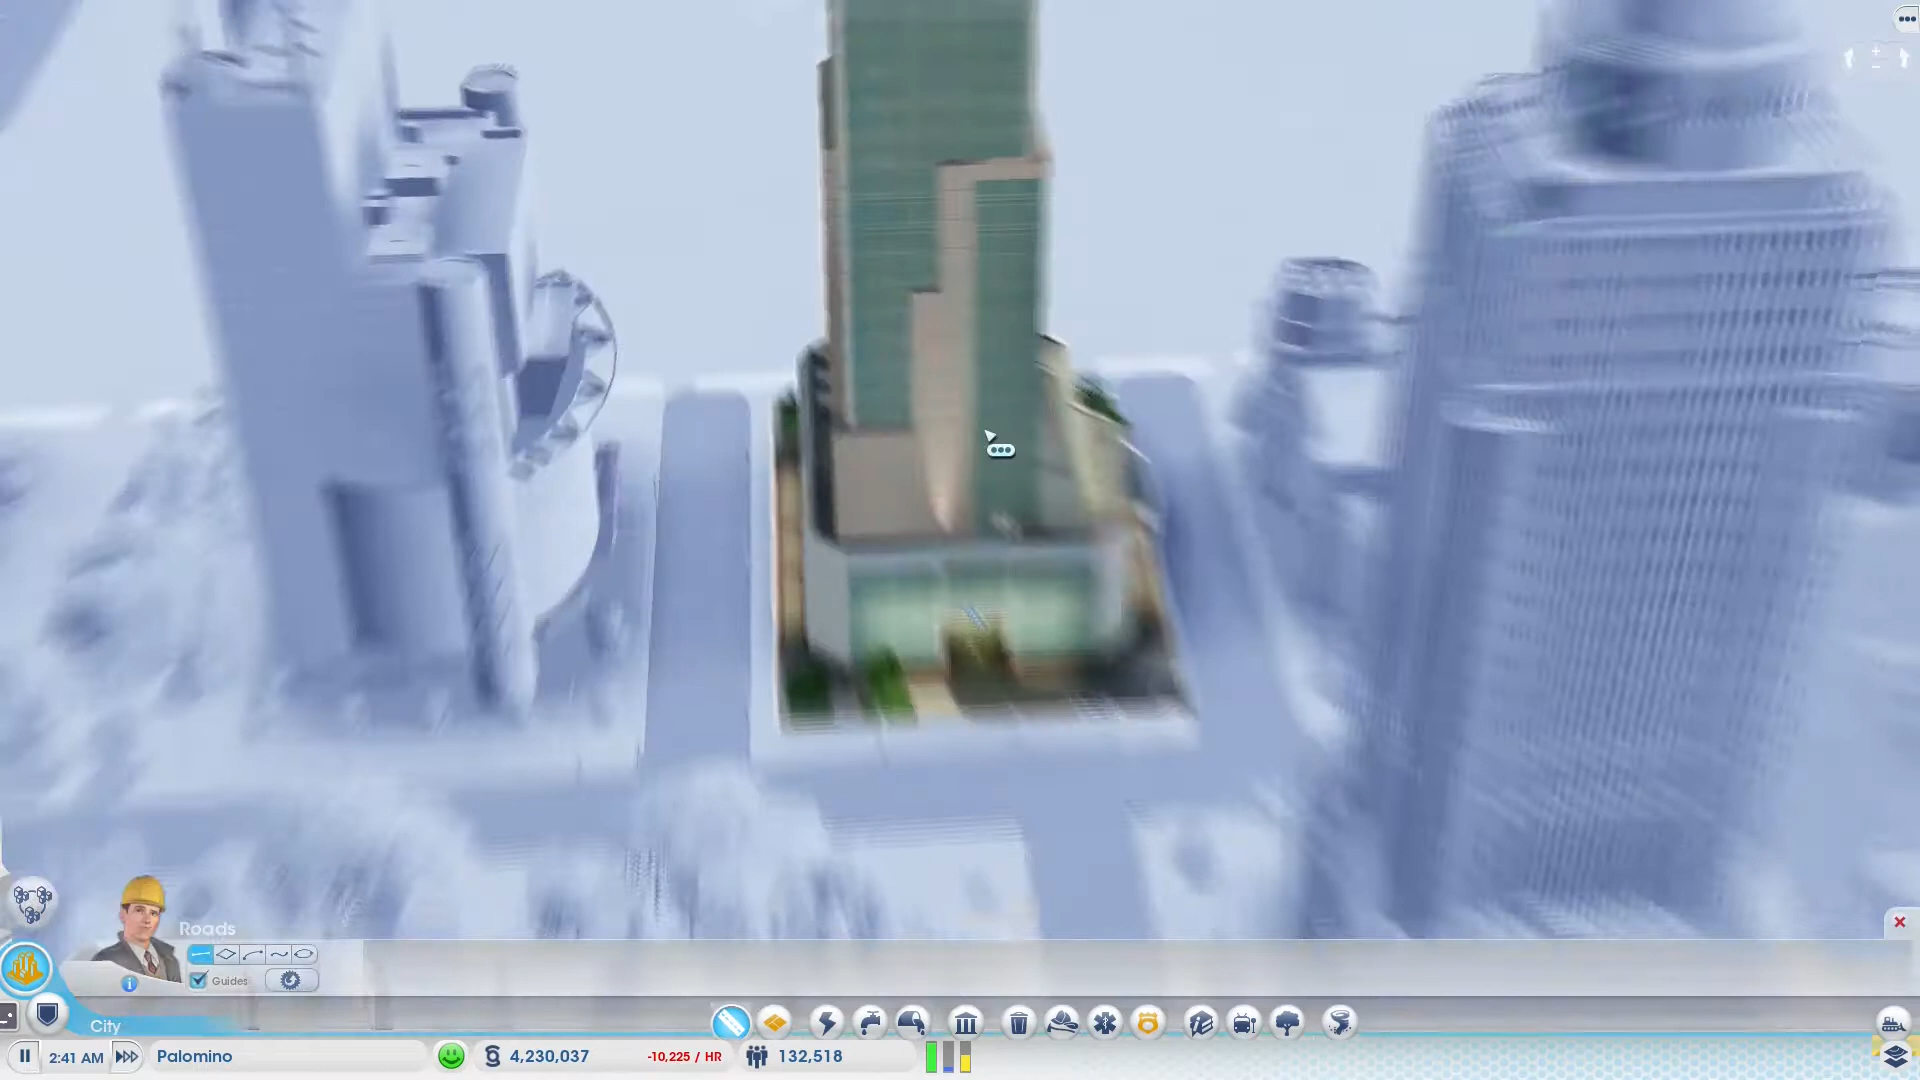 Roads
Guides
City
2:41 AM
Palomino
4,230,037
-10,225 / HR
132,518